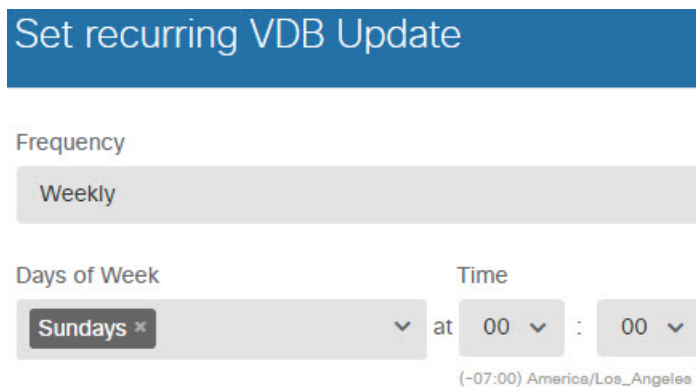 Set recurring VDB Update
Frequency
Weekly
Days of Week Time
Sundays × at 00 : 00
(-07:00) America/Los_Angeles